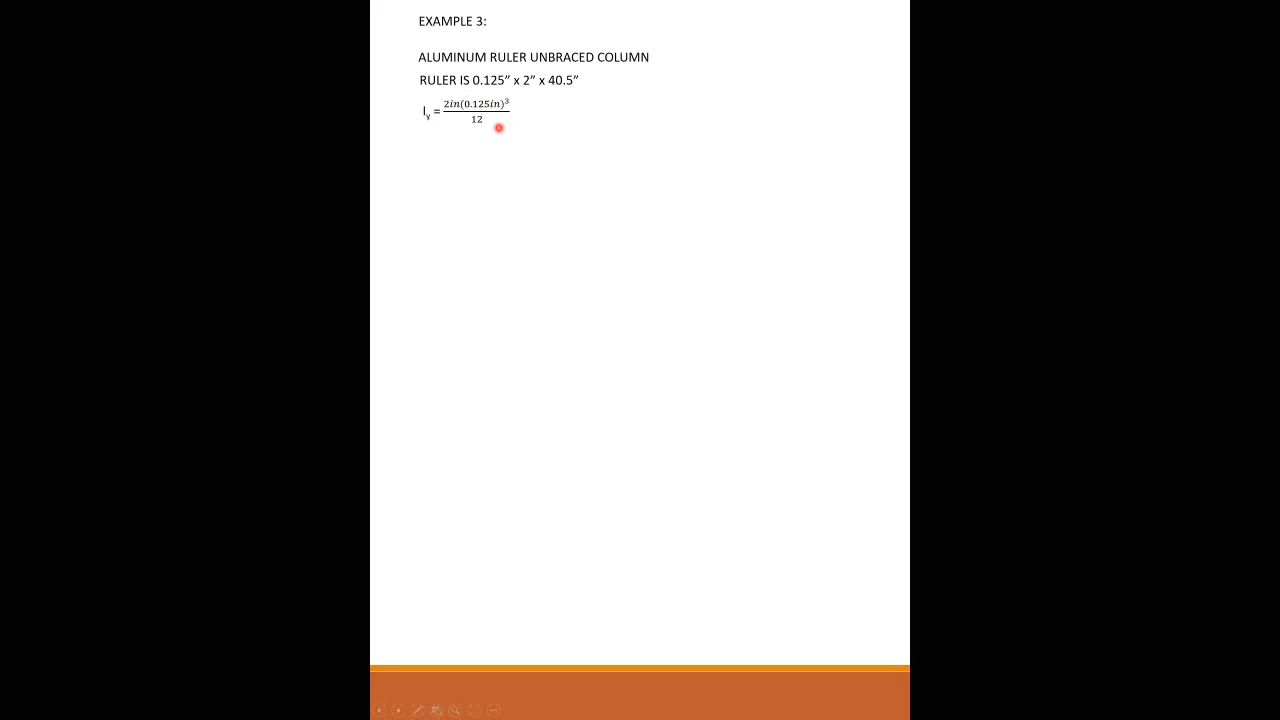 EXAMPLE 3:
ALUMINUM RULER UNBRACED COLUMN
RULER IS 0.125” x 2” x 40.5”
Iy = 2in(0.125in)³
12